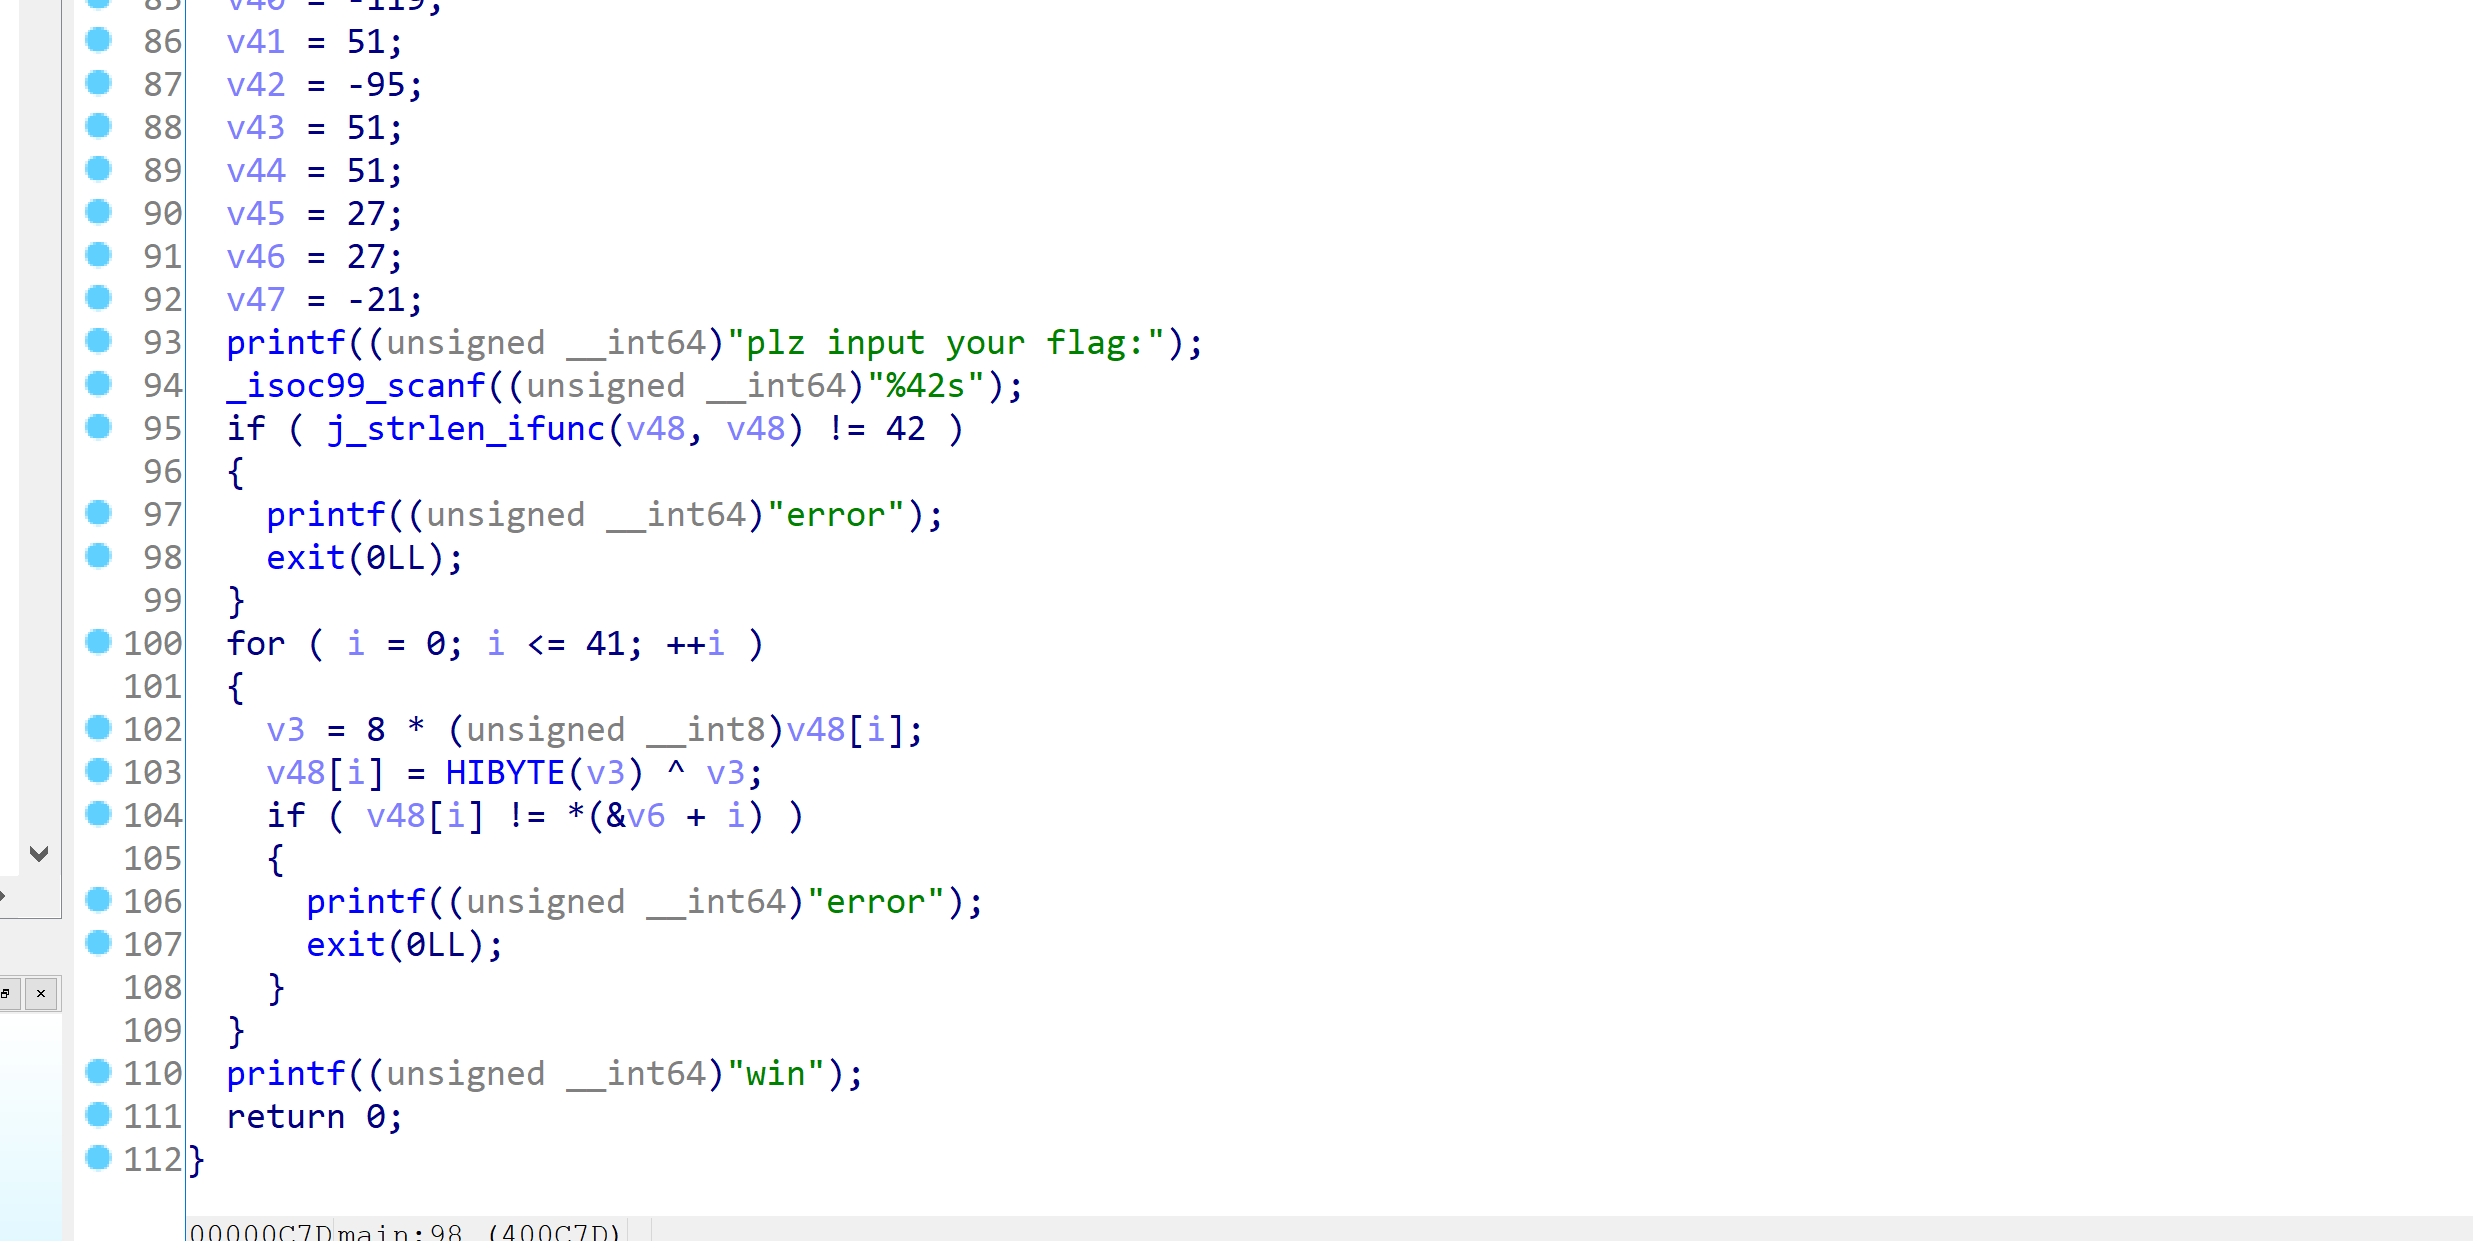 85 v40 = -119;
86 v41 = 51;
87 v42 = -95;
88 v43 = 51;
89 v44 = 51;
90 v45 = 27;
91 v46 = 27;
92 v47 = -21;
93 printf((unsigned __int64)"plz input your flag:");
94 _isoc99_scanf((unsigned __int64)"%42s");
95 if ( j_strlen_ifunc(v48, v48) != 42 )
96 {
97 printf((unsigned __int64)"error");
98 exit(0LL);
99 }
100 for ( i = 0; i <= 41; ++i )
101 {
102 v3 = 8 * (unsigned __int8)v48[i];
103 v48[i] = HIBYTE(v3) ^ v3;
104 if ( v48[i] != *(&v6 + i) )
105 {
106 printf((unsigned __int64)"error");
107 exit(0LL);
108 }
109 }
110 printf((unsigned __int64)"win");
111 return 0;
112 }
00000C7D main:98 (400C7D)